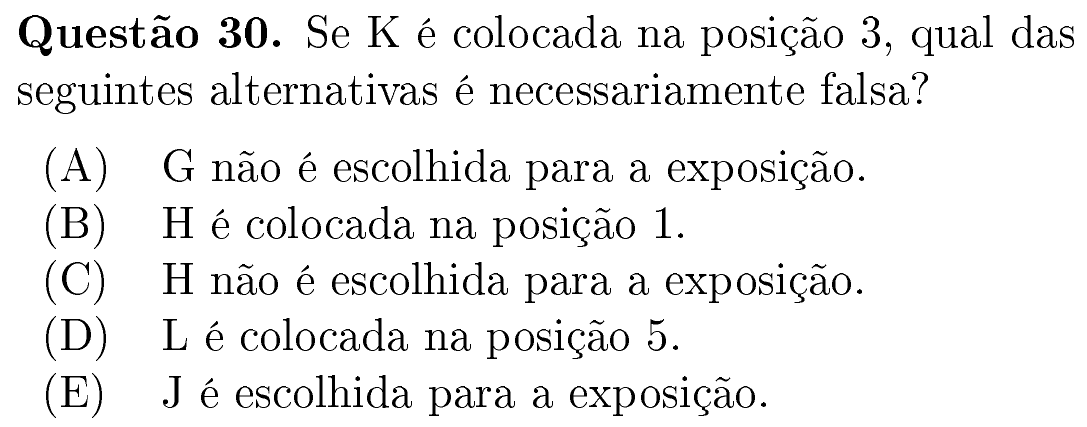 Questão 30. Se K é colocada na posição 3, qual das
seguintes alternativas é necessariamente falsa?
(A) G não é escolhida para a exposição.
(B) H é colocada na posição 1.
(C) H não é escolhida para a exposição.
(D) L é colocada na posição 5.
(E) J é escolhida para a exposição.